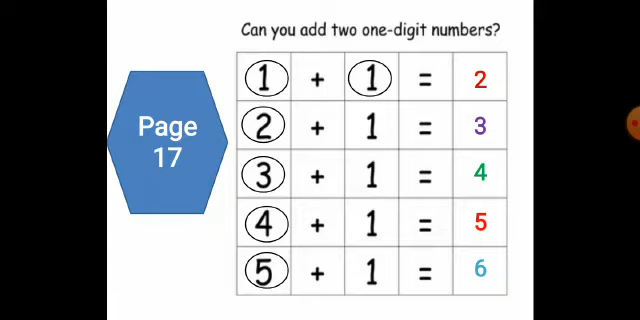 Can you add two one-digit numbers?
Page
17
1 + 1 = 2
2 + 1 = 3
3 + 1 = 4
4 + 1 = 5
5 + 1 = 6